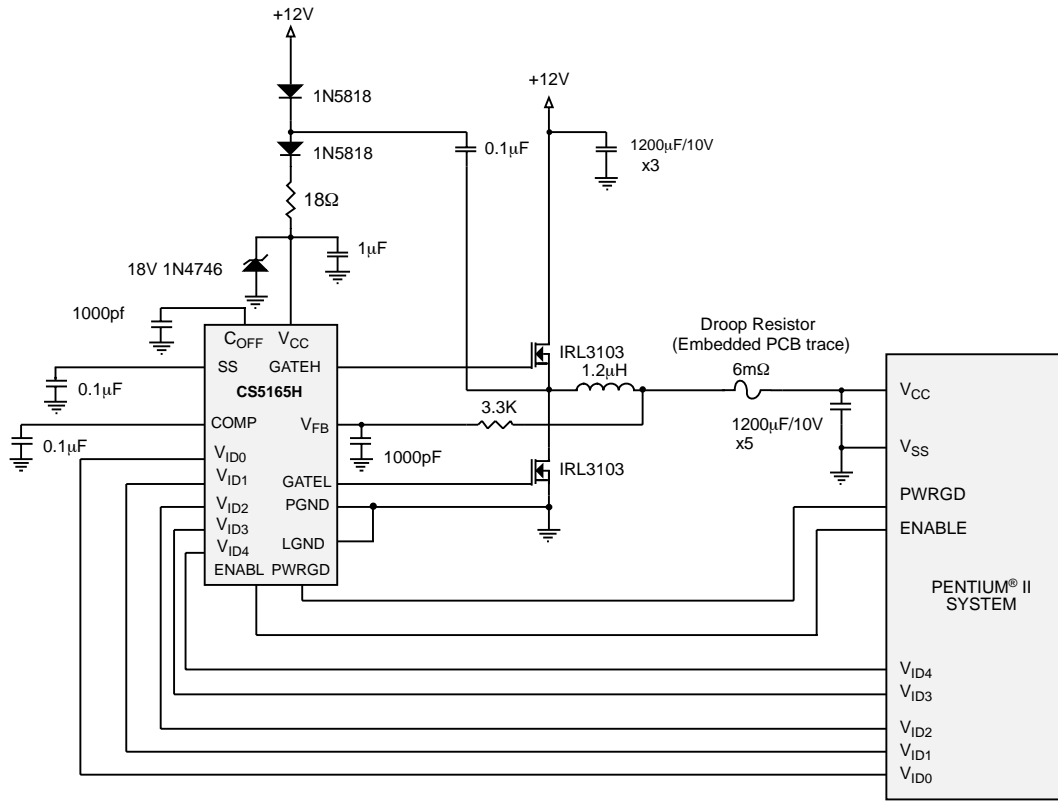 +12V
1N5818
+12V
1N5818
0.1μF
1200μF/10V
x3
18Ω
1μF
18V 1N4746
1000pf
COFF
VCC
Droop Resistor
(Embedded PCB trace)
SS
GATEH
IRL3103
1.2μH
6mΩ
CS5165H
0.1μF
VCC
3.3K
COMP
VFB
1200μF/10V
x5
0.1μF
1000pF
VSS
VID0
VID1
GATEL
IRL3103
VID2
PGND
PWRGD
VID3
ENABLE
VID4
LGND
ENABL
PWRGD
PENTIUM® II
SYSTEM
VID4
VID3
VID2
VID1
VID0